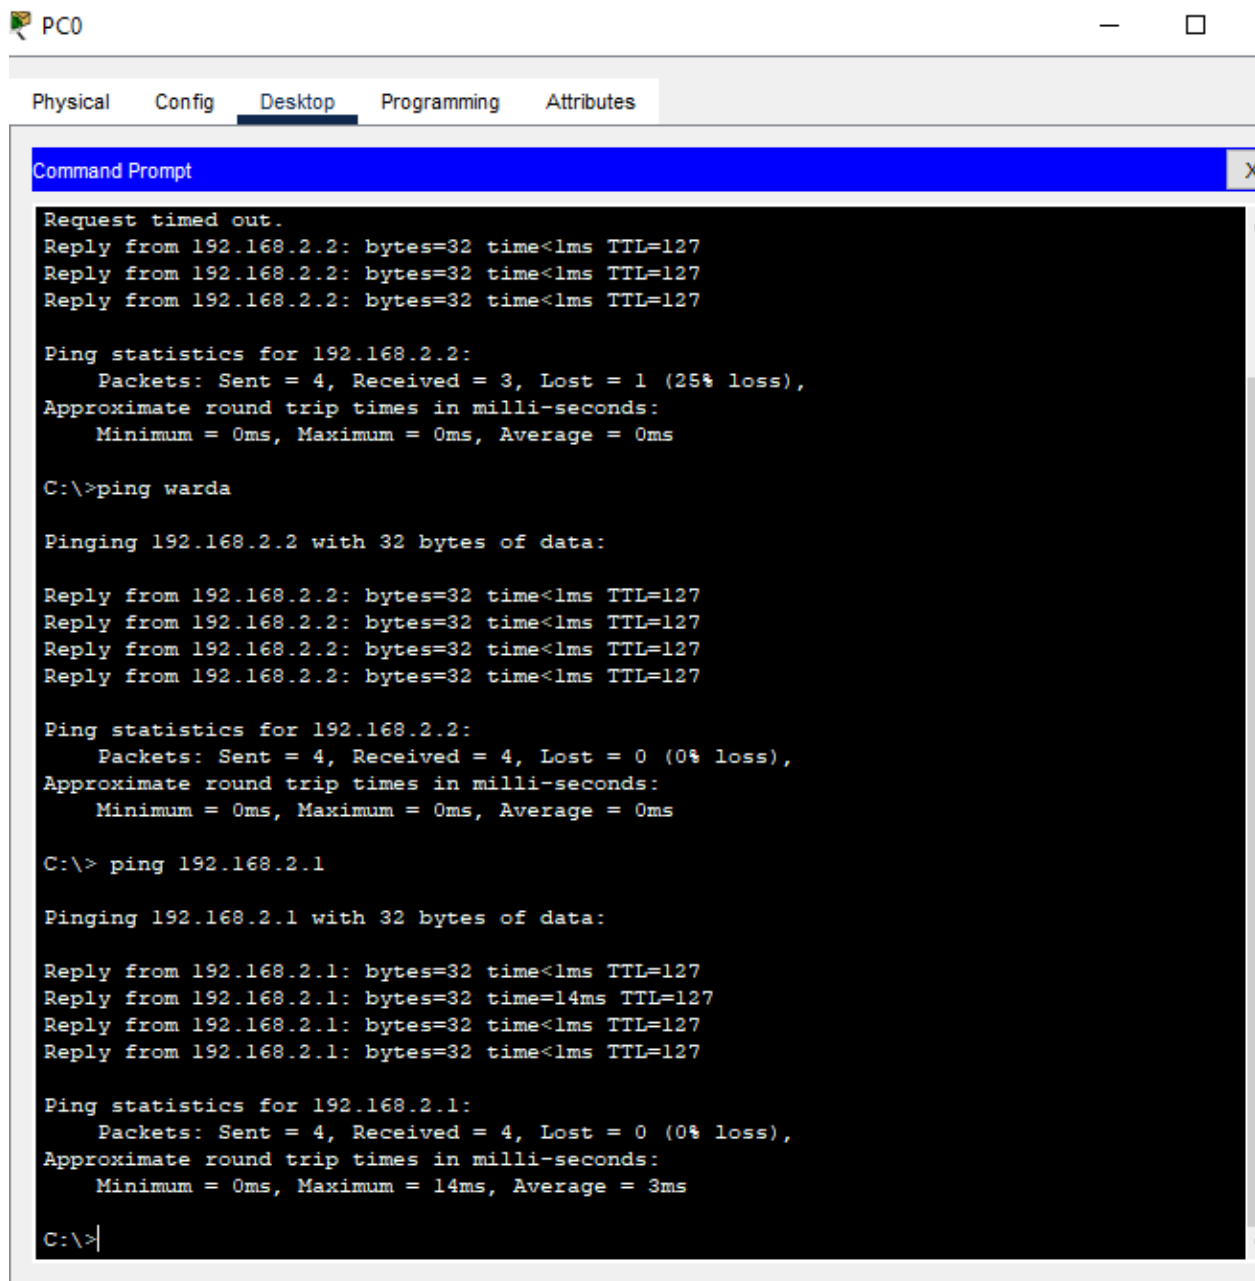 PC0
Physical Config Desktop Programming Attributes
Command Prompt
X
Request timed out.
Reply from 192.168.2.2: bytes=32 time<1ms TTL=127
Reply from 192.168.2.2: bytes=32 time<1ms TTL=127
Reply from 192.168.2.2: bytes=32 time<1ms TTL=127
Ping statistics for 192.168.2.2:
Packets: Sent = 4, Received = 3, Lost = 1 (25% loss),
Approximate round trip times in milli-seconds:
Minimum = 0ms, Maximum = 0ms, Average = 0ms
C:\>ping warda
Pinging 192.168.2.2 with 32 bytes of data:
Reply from 192.168.2.2: bytes=32 time<1ms TTL=127
Reply from 192.168.2.2: bytes=32 time<1ms TTL=127
Reply from 192.168.2.2: bytes=32 time<1ms TTL=127
Reply from 192.168.2.2: bytes=32 time<1ms TTL=127
Ping statistics for 192.168.2.2:
Packets: Sent = 4, Received = 4, Lost = 0 (0% loss),
Approximate round trip times in milli-seconds:
Minimum = 0ms, Maximum = 0ms, Average = 0ms
C:\> ping 192.168.2.1
Pinging 192.168.2.1 with 32 bytes of data:
Reply from 192.168.2.1: bytes=32 time<1ms TTL=127
Reply from 192.168.2.1: bytes=32 time=14ms TTL=127
Reply from 192.168.2.1: bytes=32 time<1ms TTL=127
Reply from 192.168.2.1: bytes=32 time<1ms TTL=127
Ping statistics for 192.168.2.1:
Packets: Sent = 4, Received = 4, Lost = 0 (0% loss),
Approximate round trip times in milli-seconds:
Minimum = 0ms, Maximum = 14ms, Average = 3ms
C:\>